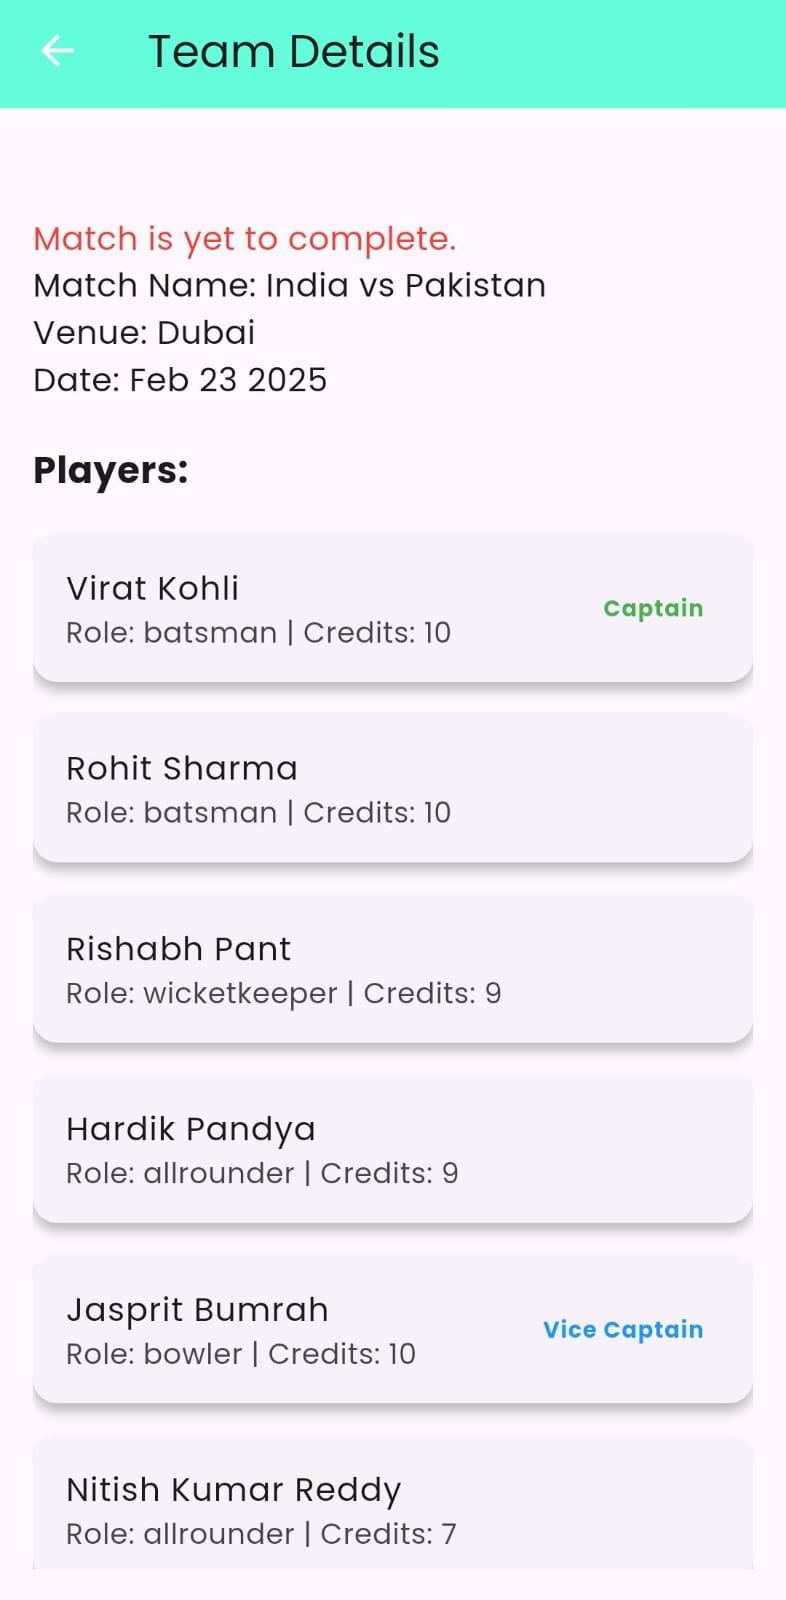 Team Details
Match is yet to complete.
Match Name: India vs Pakistan
Venue: Dubai
Date: Feb 23 2025
Players:
Virat Kohli
Role: batsman | Credits: 10
Captain
Rohit Sharma
Role: batsman | Credits: 10
Rishabh Pant
Role: wicketkeeper | Credits: 9
Hardik Pandya
Role: allrounder | Credits: 9
Jasprit Bumrah
Role: bowler | Credits: 10
Vice Captain
Nitish Kumar Reddy
Role: allrounder | Credits: 7